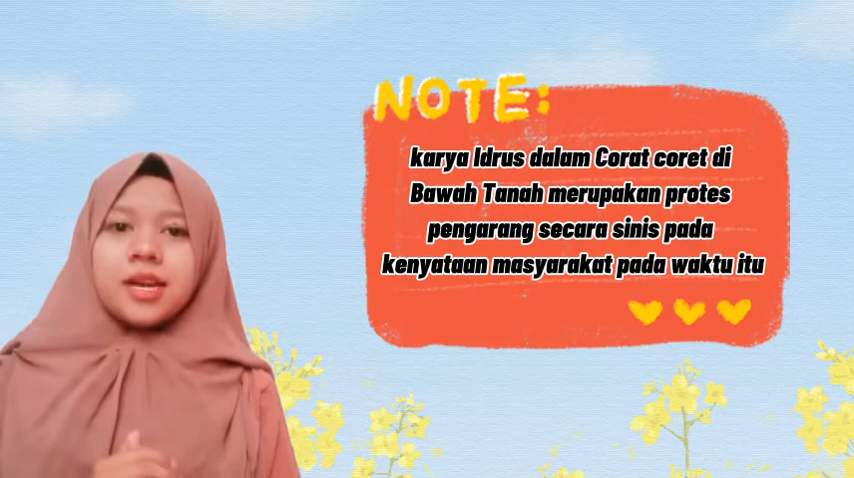 NOTE:
karya Idrus dalam Corat coret di
Bawah Tanah merupakan protes
pengarang secara sinis pada
kenyataan masyarakat pada waktu itu